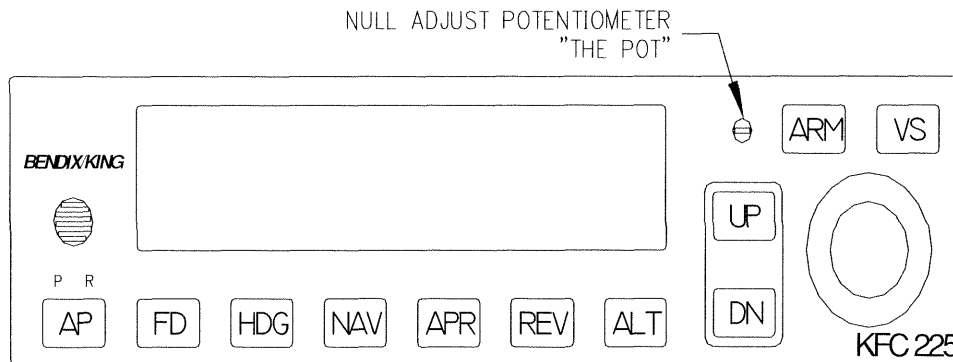 NULL ADJUST POTENTIOMETER
"THE POT"
ARM VS
BENDIX/KING
UP
P R
AP FD HDG NAV APR REV ALT DN
KFC 225